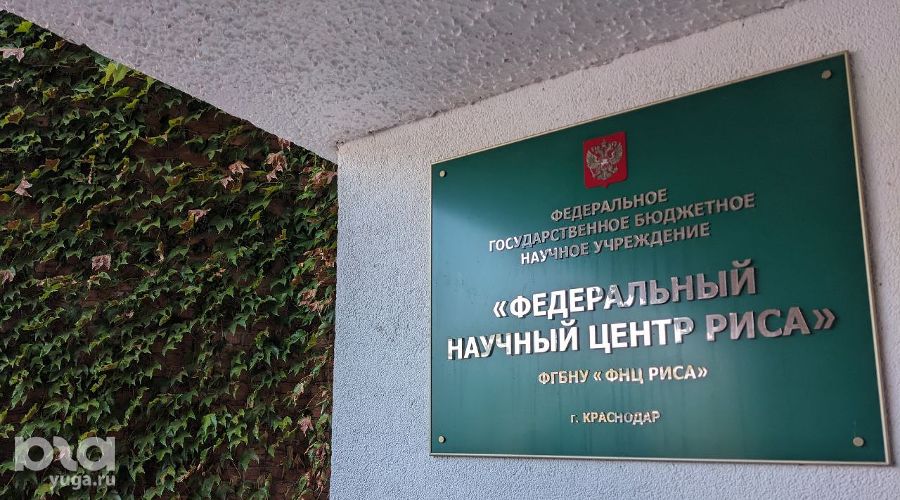 ФЕДЕРАЛЬНОЕ
ГОСУДАРСТВЕННОЕ БЮДЖЕТНОЕ
НАУЧНОЕ УЧРЕЖДЕНИЕ
«ФЕДЕРАЛЬНЫЙ
НАУЧНЫЙ ЦЕНТР РИСА»
ФГБНУ «ФНЦ РИСА»
г. КРАСНОДАР
yuga.ru